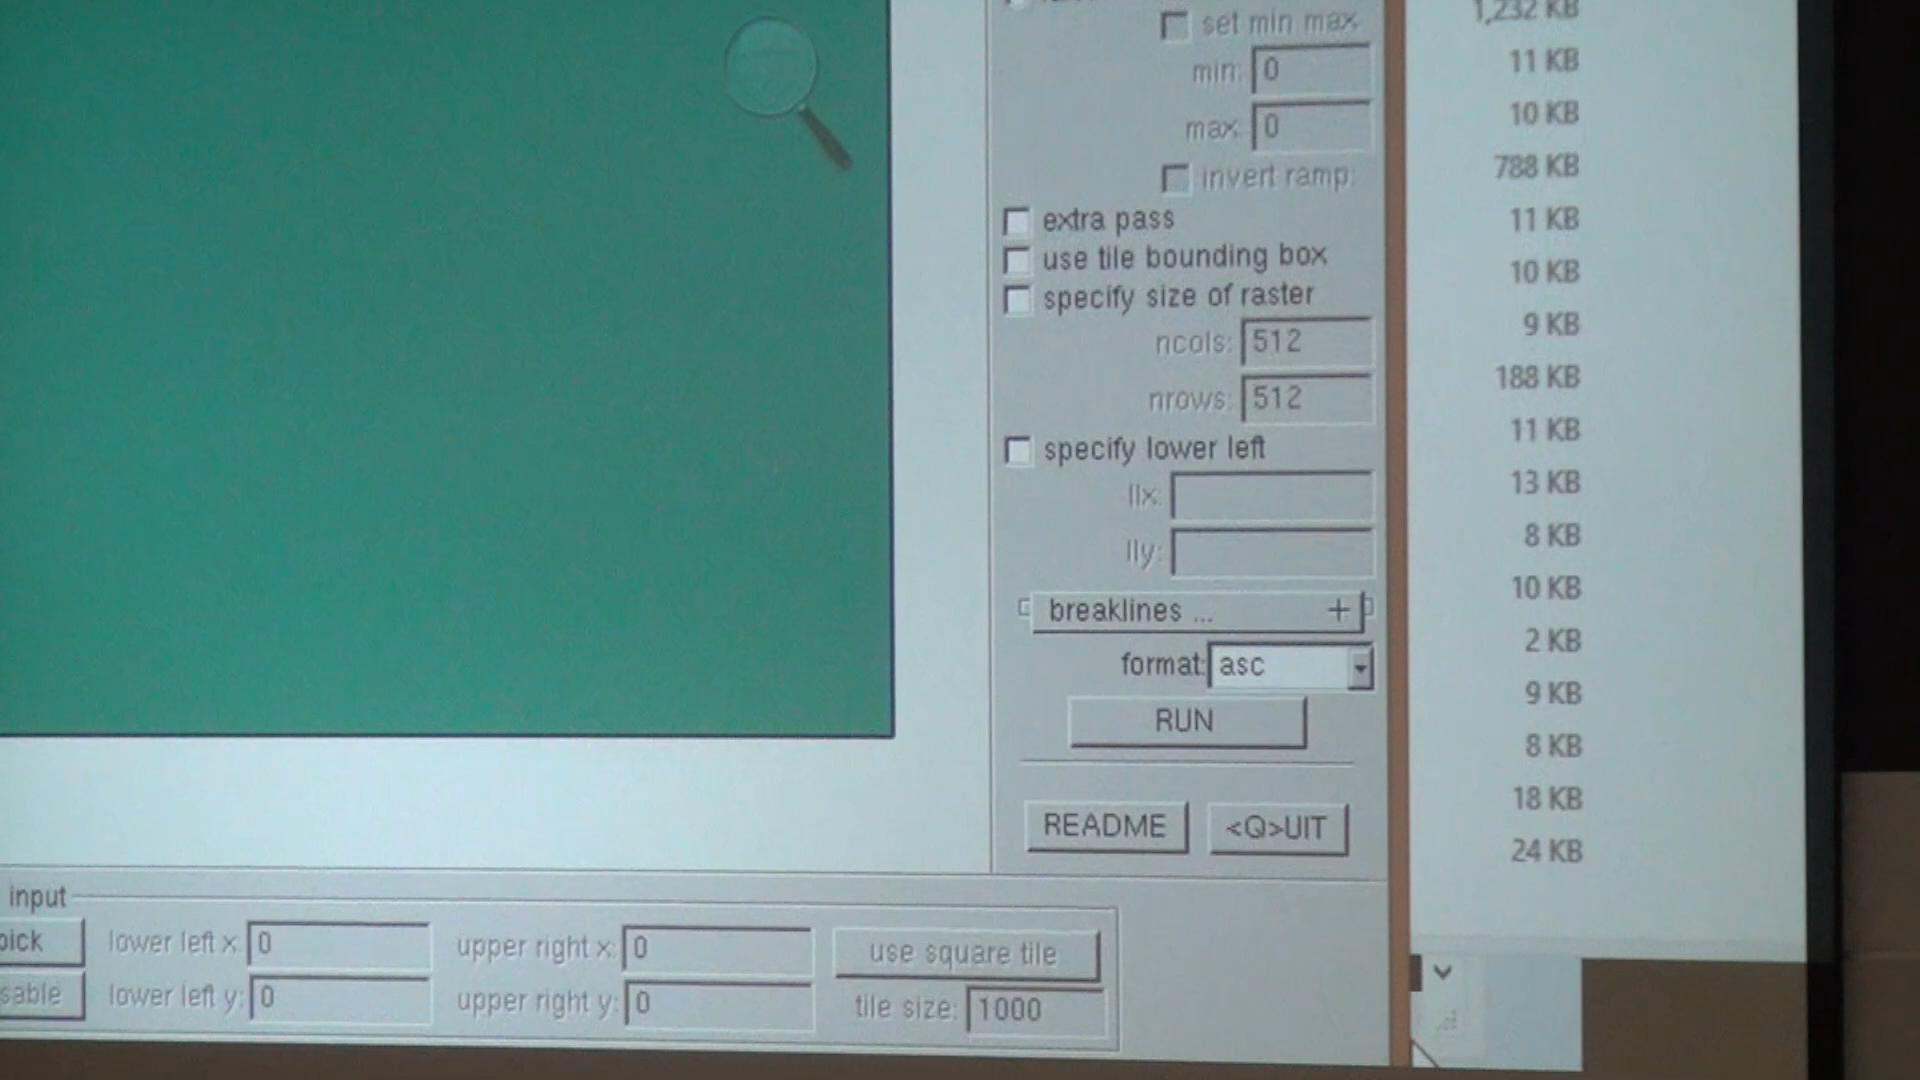 set min max
min: 0
max: 0
invert ramp:
extra pass
use tile bounding box
specify size of raster
ncols: 512
nrows: 512
specify lower left
llx:
lly:
breaklines ... +
format: asc
RUN
README <Q>UIT
input
pick lower left x: 0 upper right x: 0 use square tile
sable lower left y: 0 upper right y: 0 tile size: 1000
1,232 KB
11 KB
10 KB
788 KB
11 KB
10 KB
9 KB
188 KB
11 KB
13 KB
8 KB
10 KB
2 KB
9 KB
8 KB
18 KB
24 KB